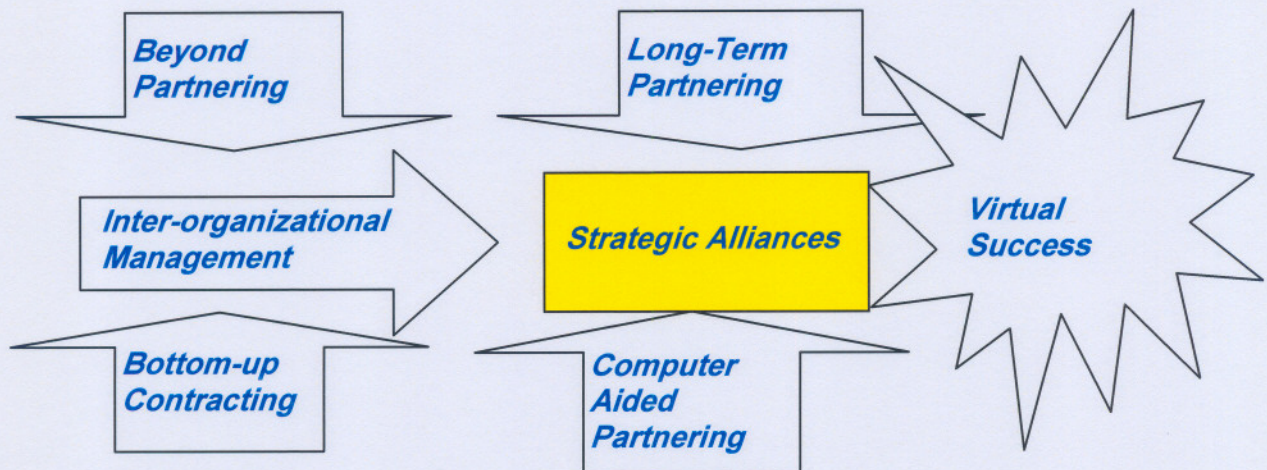 Beyond
Partnering
Long-Term
Partnering
Inter-organizational
Management
Strategic Alliances
Virtual
Success
Bottom-up
Contracting
Computer
Aided
Partnering